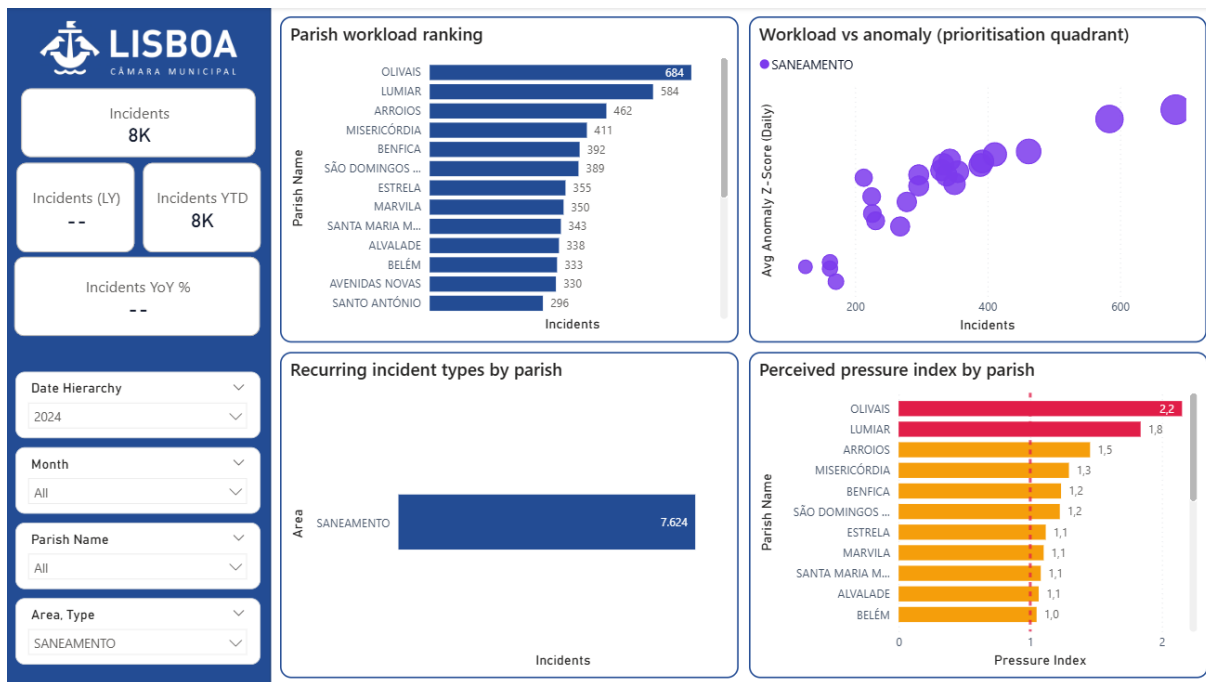 LISBOA
CÂMARA MUNICIPAL
Incidents
8K
Incidents (LY)
--
Incidents YTD
8K
Incidents YoY %
--
Date Hierarchy
2024
Month
All
Parish Name
All
Area, Type
SANEAMENTO
Parish workload ranking
Parish Name
OLIVAIS 684
LUMIAR 584
ARROIOS 462
MISERICÓRDIA 411
BENFICA 392
SÃO DOMINGOS ... 389
ESTRELA 355
MARVILA 350
SANTA MARIA M... 343
ALVALADE 338
BELÉM 333
AVENIDAS NOVAS 330
SANTO ANTÓNIO 296
Incidents
Workload vs anomaly (prioritisation quadrant)
SANEAMENTO
Avg Anomaly Z-Score (Daily)
200 400 600
Incidents
Recurring incident types by parish
Area
SANEAMENTO 7.624
Incidents
Perceived pressure index by parish
Parish Name
OLIVAIS 2,2
LUMIAR 1,8
ARROIOS 1,5
MISERICÓRDIA 1,3
BENFICA 1,2
SÃO DOMINGOS ... 1,2
ESTRELA 1,1
MARVILA 1,1
SANTA MARIA M... 1,1
ALVALADE 1,1
BELÉM 1,0
0 1 2
Pressure Index